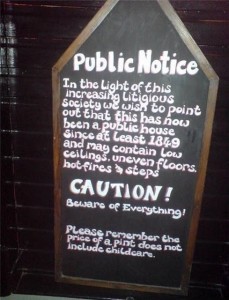 Public Notice
In the light of this
increasing litigious
society we wish to point
out that this has now
been a public house
since at least 1849
and may contain low
ceilings, uneven floors,
hot fires & steps
CAUTION!
Beware of Everything!
Please remember the
price of a pint does not
include childcare.